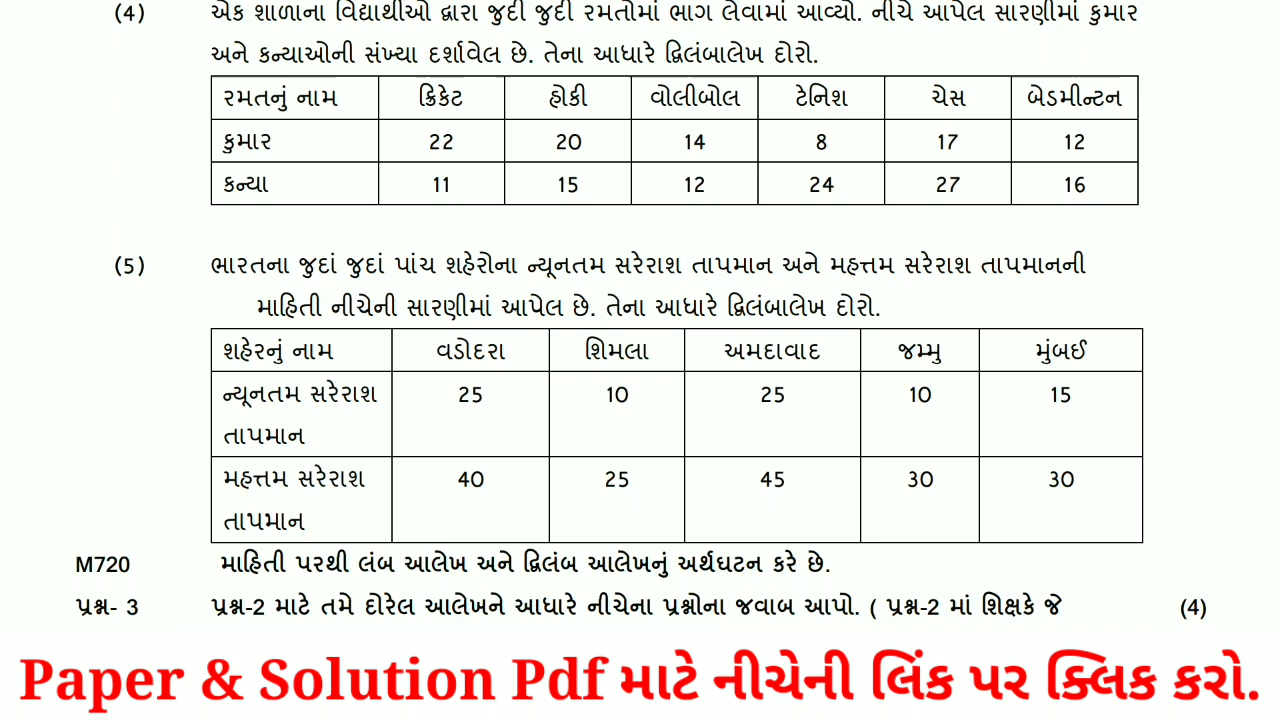 (4) એક શાળાના વિદ્યાર્થીઓ દ્વારા જુદી જુદી રમતોમાં ભાગ લેવામાં આવ્યો. નીચે આપેલ સારણીમાં કુમાર
અને કન્યાઓની સંખ્યા દર્શાવેલ છે. તેના આધારે દ્વિલંબાલેખ દોરો.
રમતનું નામ ક્રિકેટ હોકી વોલીબોલ ટેનિશ ચેસ બેડમીન્ટન
કુમાર 22 20 14 8 17 12
કન્યા 11 15 12 24 27 16
(5) ભારતના જુદાં જુદાં પાંચ શહેરોના ન્યૂનતમ સરેરાશ તાપમાન અને મહત્તમ સરેરાશ તાપમાનની
માહિતી નીચેની સારણીમાં આપેલ છે. તેના આધારે દ્વિલંબાલેખ દોરો.
શહેરનું નામ વડોદરા શિમલા અમદાવાદ જમ્મુ મુંબઈ
ન્યૂનતમ સરેરાશ 25 10 25 10 15
તાપમાન
મહત્તમ સરેરાશ 40 25 45 30 30
તાપમાન
M720 માહિતી પરથી લંબ આલેખ અને દ્વિલંબ આલેખનું અર્થઘટન કરે છે.
પ્રશ્ન- 3 પ્રશ્ન-2 માટે તમે દોરેલ આલેખને આધારે નીચેના પ્રશ્નોના જવાબ આપો. ( પ્રશ્ન-2 માં શિક્ષકે જે (4)
Paper & Solution Pdf માટે નીચેની લિંક પર ક્લિક કરો.